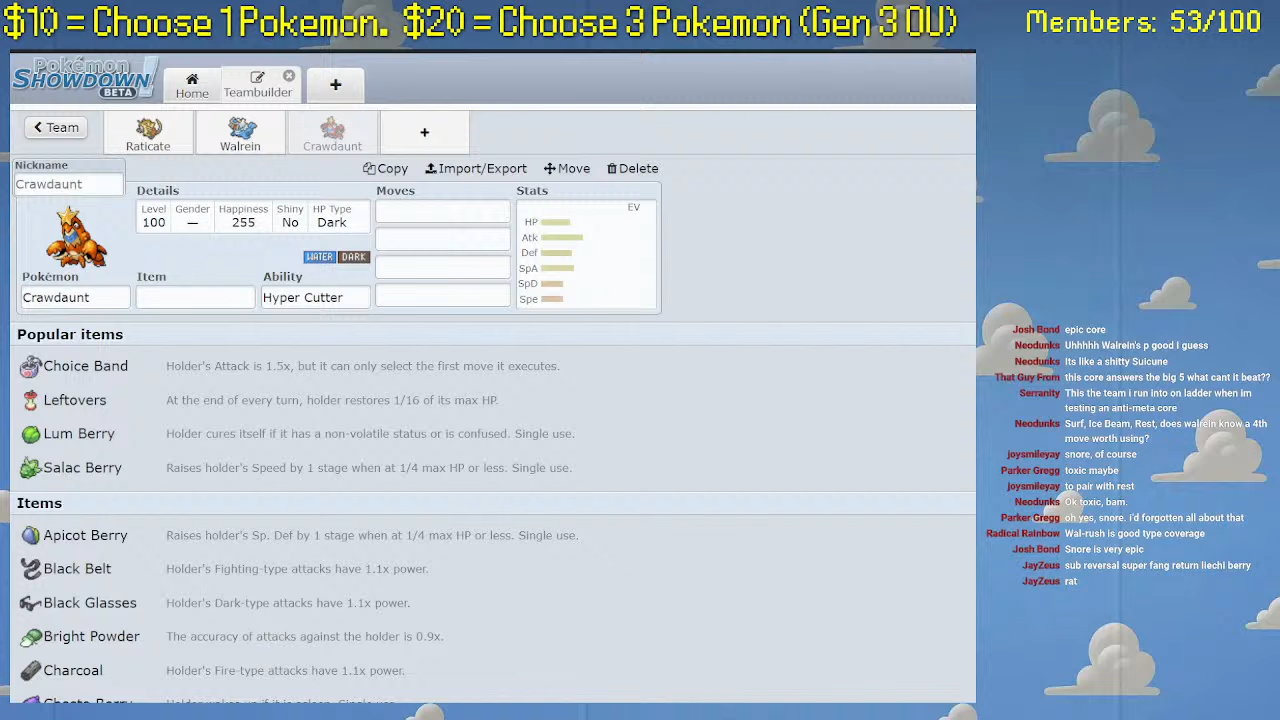 $10 = Choose 1 Pokemon. $20 = Choose 3 Pokemon (Gen 3 OU)
Members: 53/100
Pokémon
SHOWDOWN!
BETA
Home
Teambuilder
+
Team
Raticate
Walrein
Crawdaunt
+
Nickname
Crawdaunt
Copy
Import/Export
Move
Delete
Details
Level
100
Gender
—
Happiness
255
Shiny
No
HP Type
Dark
WATER DARK
Pokémon
Crawdaunt
Item
Ability
Hyper Cutter
Moves
Stats
EV
HP
Atk
Def
SpA
SpD
Spe
Popular items
Choice Band Holder's Attack is 1.5x, but it can only select the first move it executes.
Leftovers At the end of every turn, holder restores 1/16 of its max HP.
Lum Berry Holder cures itself if it has a non-volatile status or is confused. Single use.
Salac Berry Raises holder's Speed by 1 stage when at 1/4 max HP or less. Single use.
Items
Apicot Berry Raises holder's Sp. Def by 1 stage when at 1/4 max HP or less. Single use.
Black Belt Holder's Fighting-type attacks have 1.1x power.
Black Glasses Holder's Dark-type attacks have 1.1x power.
Bright Powder The accuracy of attacks against the holder is 0.9x.
Charcoal Holder's Fire-type attacks have 1.1x power.
Josh Bond epic core
Neodunks Uhhhhh Walrein's p good I guess
Neodunks Its like a shitty Suicune
That Guy From this core answers the big 5 what cant it beat??
Serranity This the team i run into on ladder when im
testing an anti-meta core
Neodunks Surf, Ice Beam, Rest, does walrein know a 4th
move worth using?
joysmileyay snore, of course
Parker Gregg toxic maybe
joysmileyay to pair with rest
Neodunks Ok toxic, bam.
Parker Gregg oh yes, snore. i'd forgotten all about that
Radical Rainbow Wal-rush is good type coverage
Josh Bond Snore is very epic
JayZeus sub reversal super fang return liechi berry
JayZeus rat